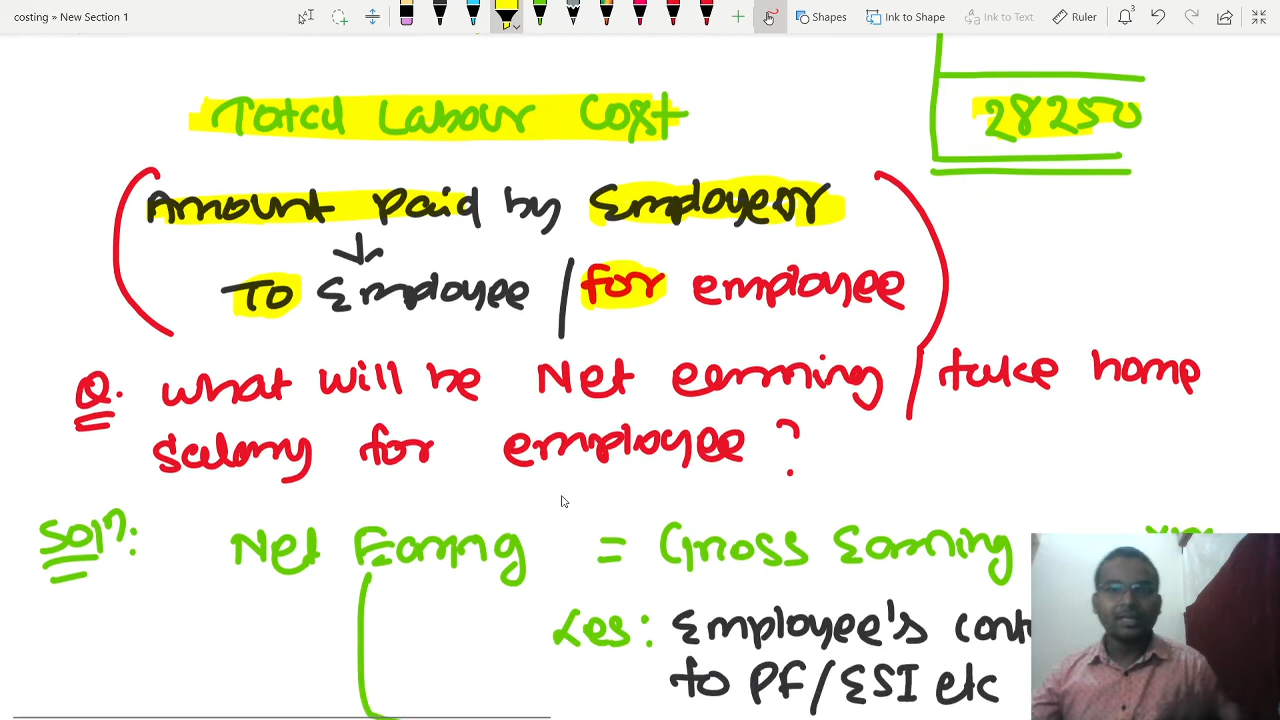 costing » New Section 1
Shapes Ink to Shape Ink to Text Ruler
28250
Total Labour Cost
Amount paid by Employer
To Employee / for employee
Q. what will be Net earning / take home
salary for employee ?
Soln: Net Earning = Gross Earning
Les: Employee's
to PF/ESI etc